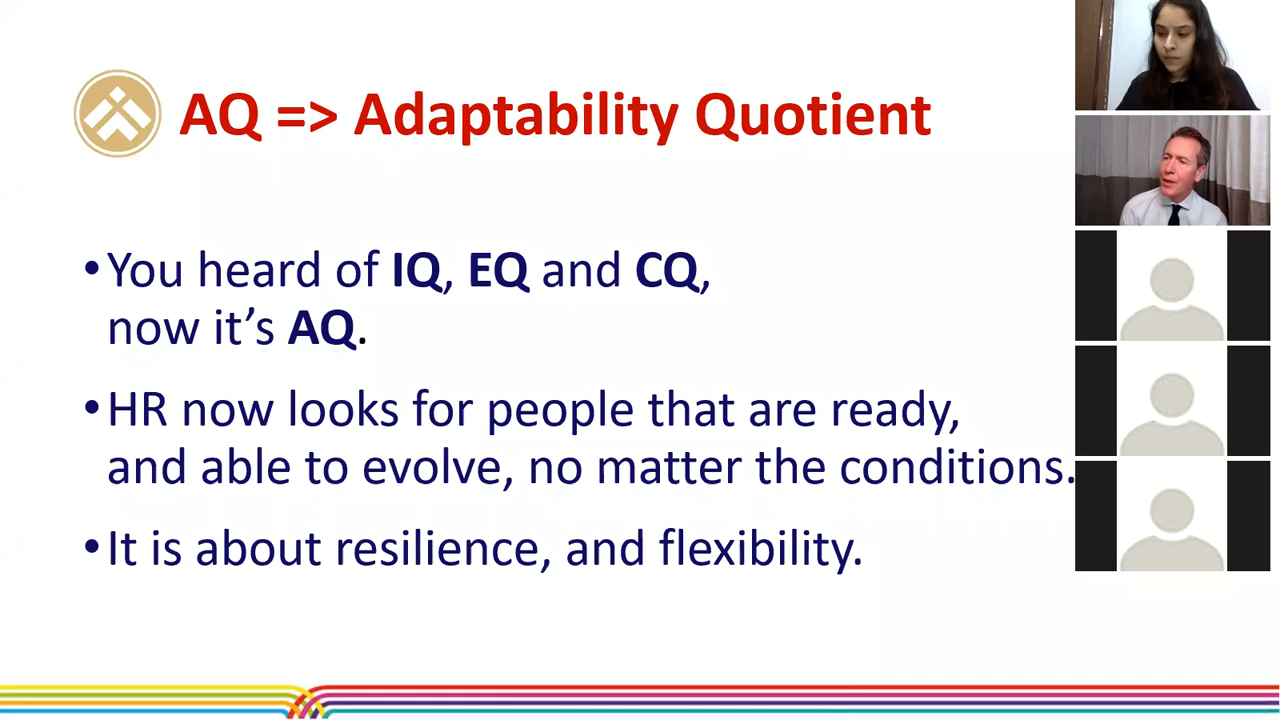 AQ => Adaptability Quotient
•You heard of IQ, EQ and CQ,
now it’s AQ.
•HR now looks for people that are ready,
and able to evolve, no matter the conditions.
•It is about resilience, and flexibility.